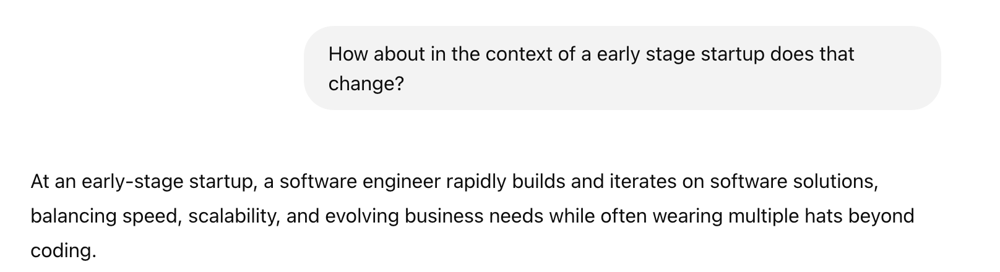 How about in the context of a early stage startup does that
change?
At an early-stage startup, a software engineer rapidly builds and iterates on software solutions,
balancing speed, scalability, and evolving business needs while often wearing multiple hats beyond
coding.